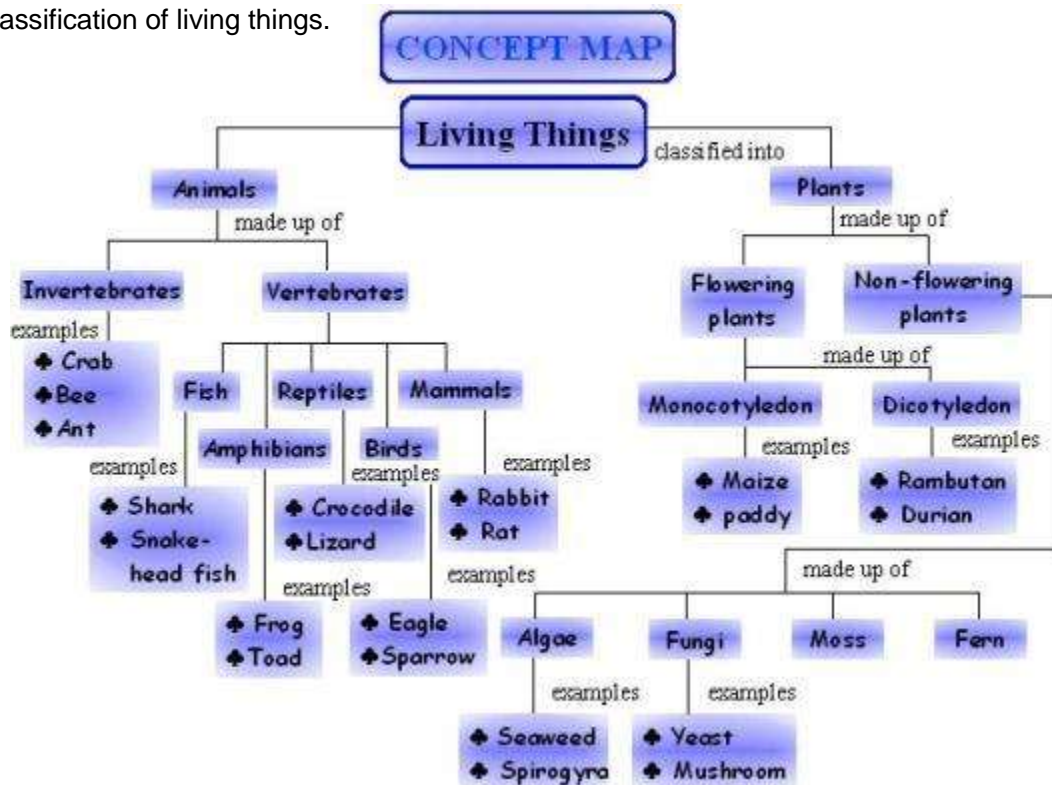 assification of living things.
CONCEPT MAP
Living Things
classified into
Animals
Plants
made up of
made up of
Invertebrates
Vertebrates
Flowering
plants
Non-flowering
plants
examples
♣ Crab
♣ Bee
♣ Ant
Fish
Reptiles
Mammals
Amphibians
Birds
made up of
Monocotyledon
Dicotyledon
examples
examples
examples
examples
examples
♣ Shark
♣ Snake-
head fish
♣ Crocodile
♣ Lizard
♣ Rabbit
♣ Rat
♣ Maize
♣ paddy
♣ Rambutan
♣ Durian
examples
examples
♣ Frog
♣ Toad
♣ Eagle
♣ Sparrow
made up of
Algae
Fungi
Moss
Fern
examples
examples
♣ Seaweed
♣ Spirogyra
♣ Yeast
♣ Mushroom